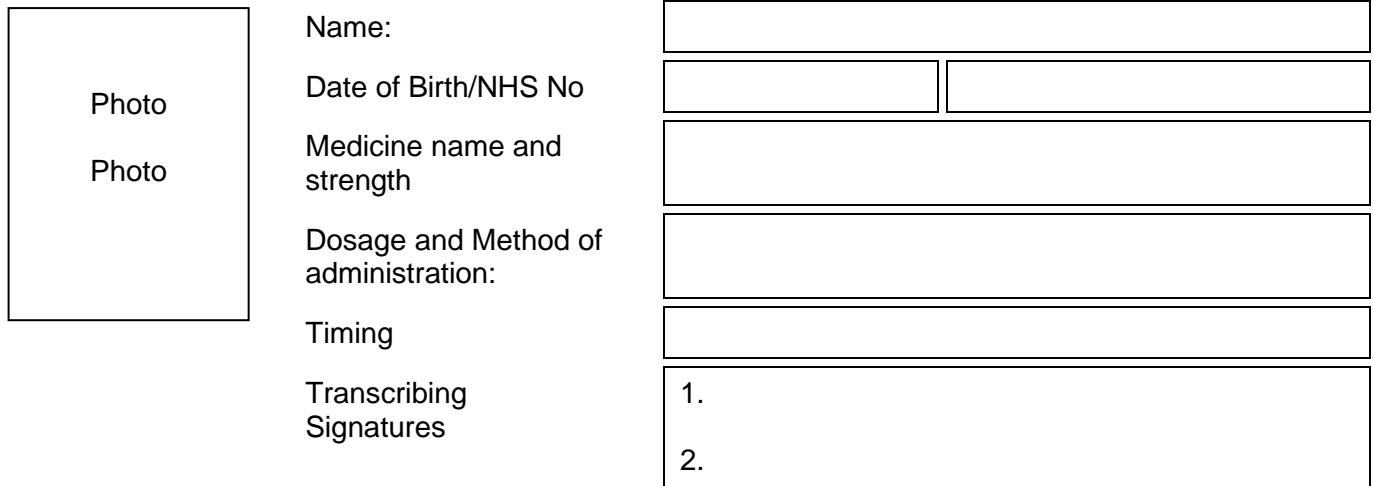 Photo
Photo
Name:
Date of Birth/NHS No
Medicine name and
strength
Dosage and Method of
administration:
Timing
Transcribing
Signatures
1.
2.